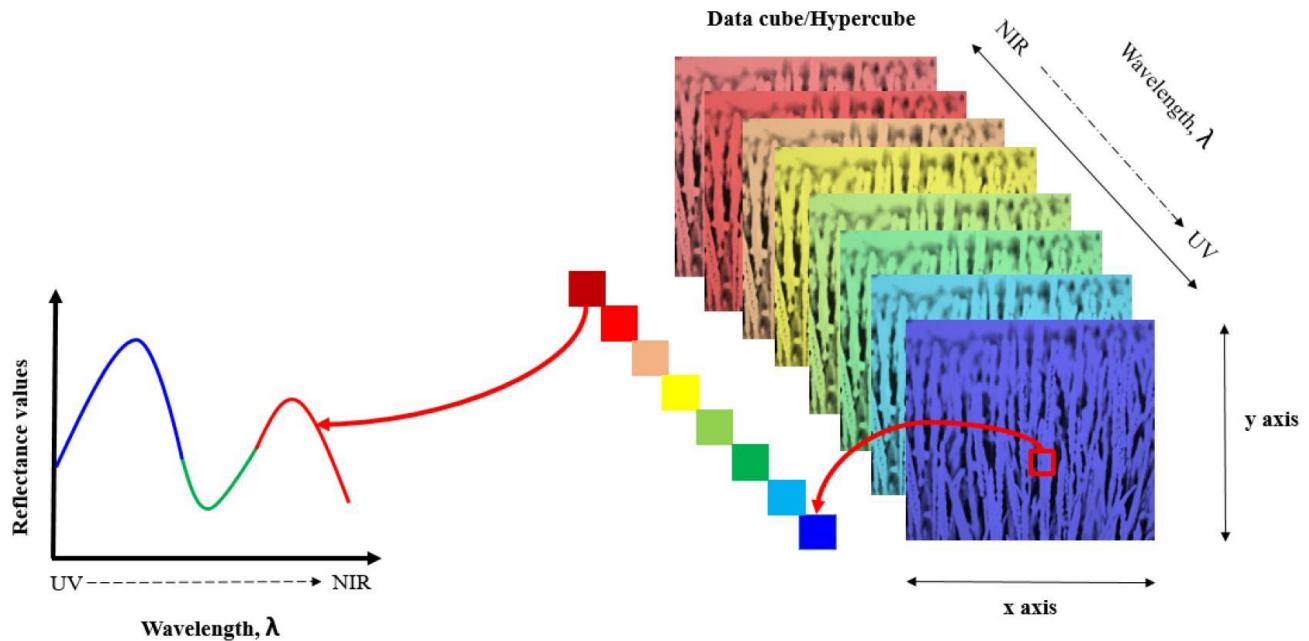 Data cube/Hypercube
NIR
Wavelength, λ
UV
Reflectance values
y axis
UV
NIR
x axis
Wavelength, λ